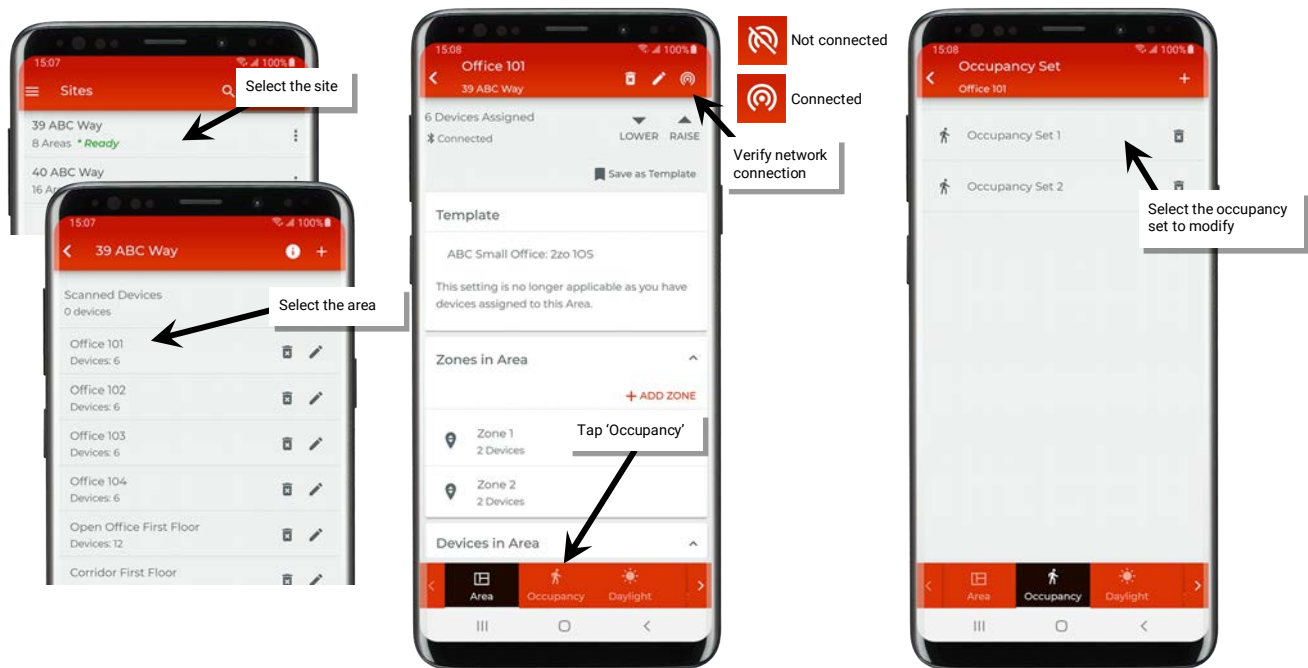 15:07
100%
Sites
Select the site
39 ABC Way
8 Areas * Ready
40 ABC Way
16 Ar
15:07
100%
39 ABC Way
Scanned Devices
0 devices
Select the area
Office 101
Devices: 6
Office 102
Devices: 6
Office 103
Devices: 6
Office 104
Devices: 6
Open Office First Floor
Devices: 12
Corridor First Floor
15:08
100%
Office 101
39 ABC Way
6 Devices Assigned
Connected
LOWER RAISE
Save as Template
Template
ABC Small Office: 2zo 1OS
This setting is no longer applicable as you have
devices assigned to this Area.
Zones in Area
+ ADD ZONE
Zone 1
2 Devices
Tap ‘Occupancy’
Zone 2
2 Devices
Devices in Area
Area Occupancy Daylight
Not connected
Connected
Verify network
connection
15:08
100%
Occupancy Set
Office 101
Occupancy Set 1
Occupancy Set 2
Select the occupancy
set to modify
Area Occupancy Daylight